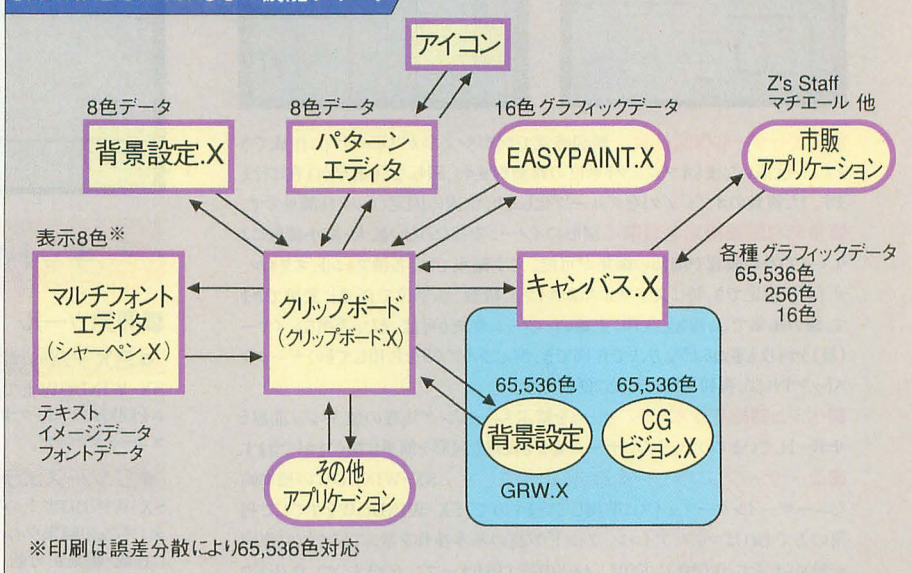 アイコン
8色データ
8色データ
16色グラフィックデータ
Z's Staff
マチエール 他
背景設定.X
パターン
エディタ
EASYPAINT.X
市販
アプリケーション
表示8色※
各種グラフィックデータ
65,536色
256色
16色
マルチフォント
エディタ
(シャーペン.X)
クリップボード
(クリップボード.X)
キャンバス.X
テキスト
イメージデータ
フォントデータ
65,536色
65,536色
背景設定
CG
ビジョン.X
GRW.X
その他
アプリケーション
※印刷は誤差分散により65,536色対応